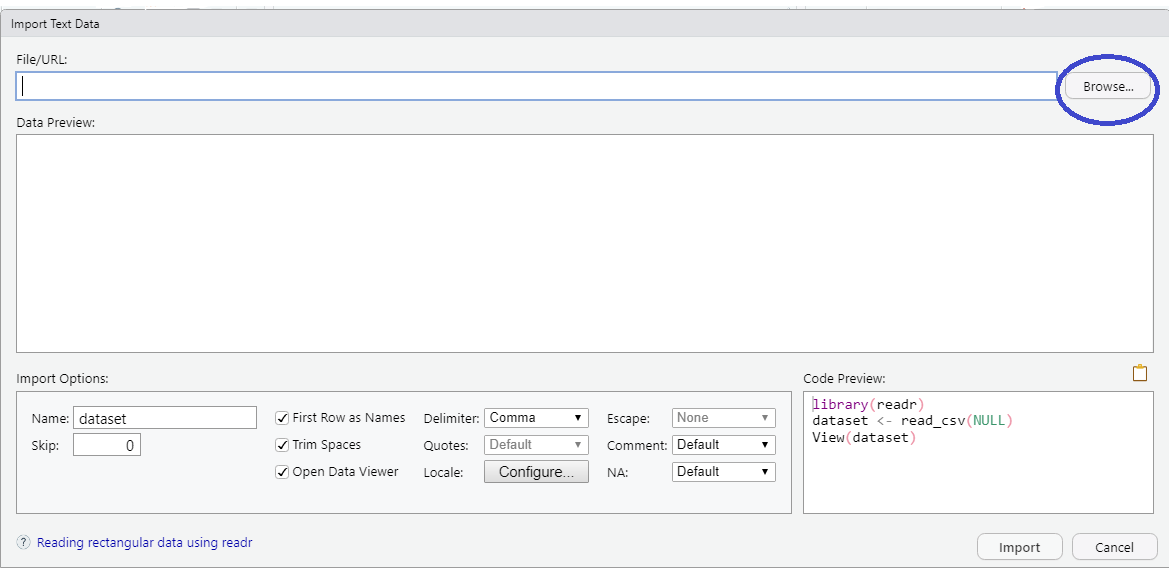 Import Text Data
File/URL:
Browse...
Data Preview:
Import Options:
Code Preview:
Name: dataset
First Row as Names
Delimiter: Comma
Escape: None
Skip: 0
Trim Spaces
Quotes: Default
Comment: Default
Open Data Viewer
Locale: Configure...
NA: Default
library(readr)
dataset <- read_csv(NULL)
View(dataset)
? Reading rectangular data using readr
Import
Cancel